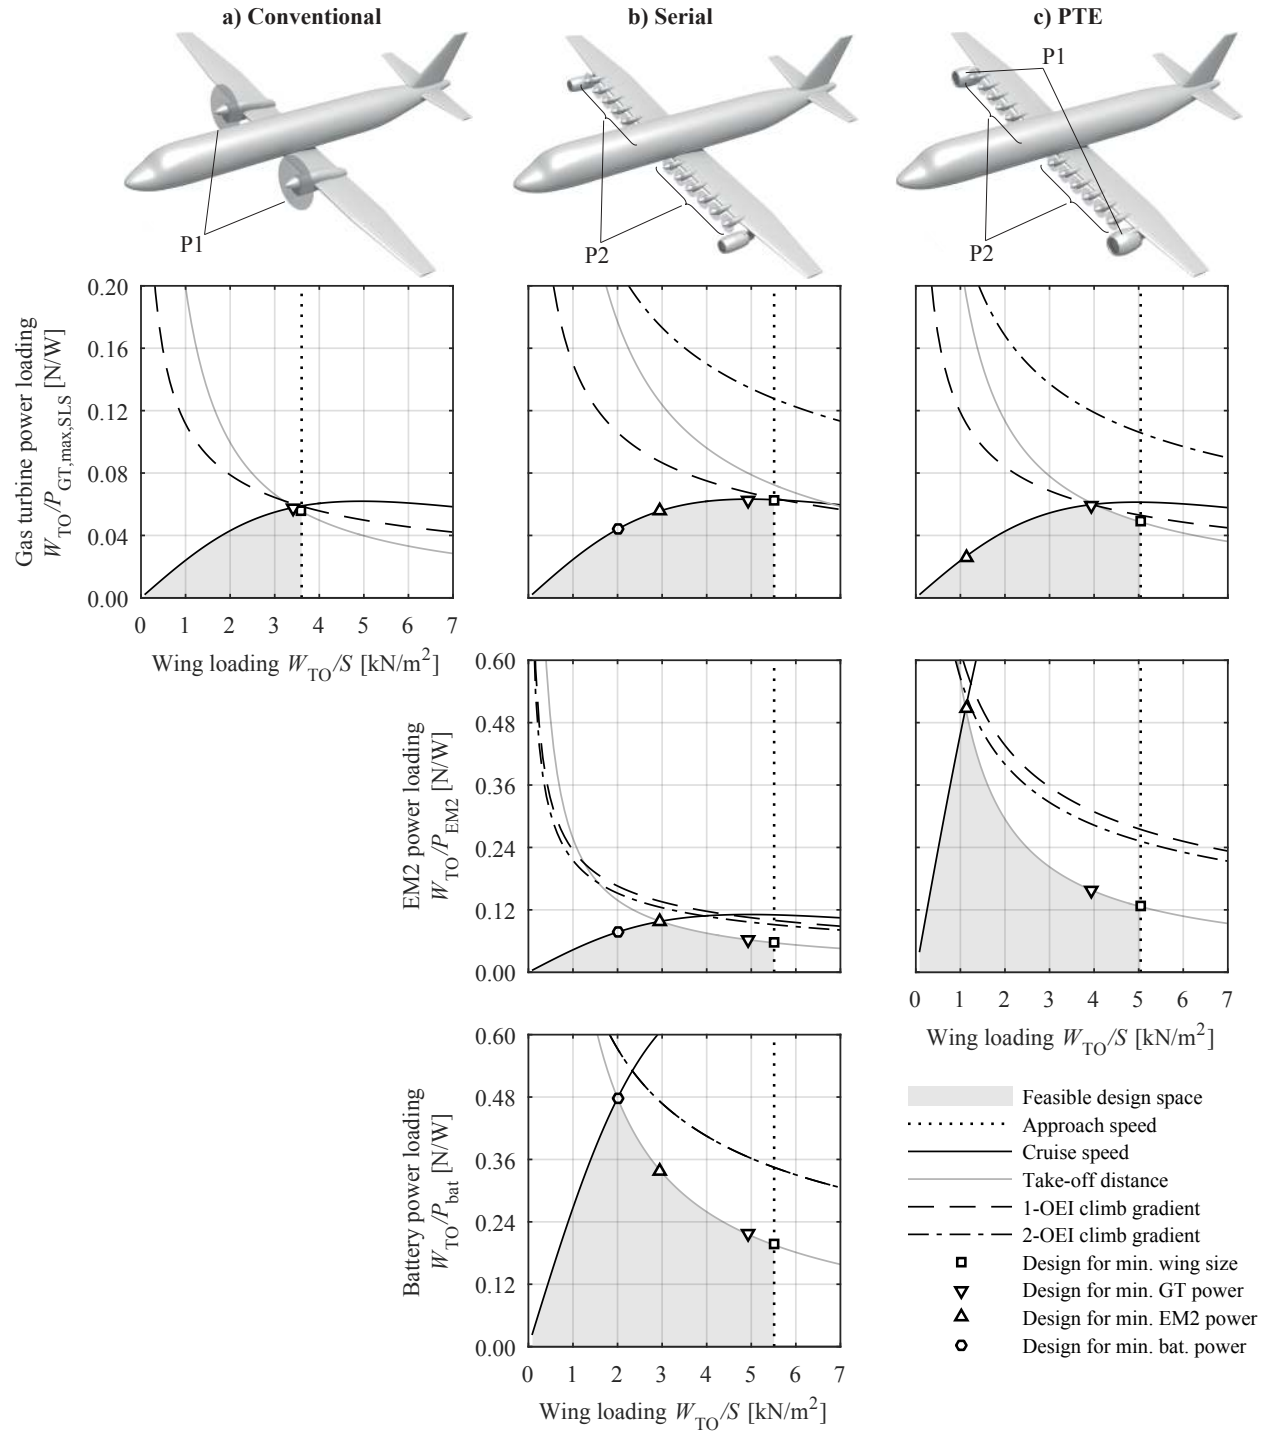 a) Conventional
b) Serial
c) PTE
P1
P2
P1
P2
Gas turbine power loading
W_TO/P_GT,max,SLS [N/W]
0.20
0.16
0.12
0.08
0.04
0.00
0 1 2 3 4 5 6 7
Wing loading W_TO/S [kN/m²]
EM2 power loading
W_TO/P_EM2 [N/W]
0.60
0.48
0.36
0.24
0.12
0.00
0 1 2 3 4 5 6 7
Wing loading W_TO/S [kN/m²]
Battery power loading
W_TO/P_bat [N/W]
0.60
0.48
0.36
0.24
0.12
0.00
0 1 2 3 4 5 6 7
Wing loading W_TO/S [kN/m²]
Feasible design space
Approach speed
Cruise speed
Take-off distance
1-OEI climb gradient
2-OEI climb gradient
Design for min. wing size
Design for min. GT power
Design for min. EM2 power
Design for min. bat. power